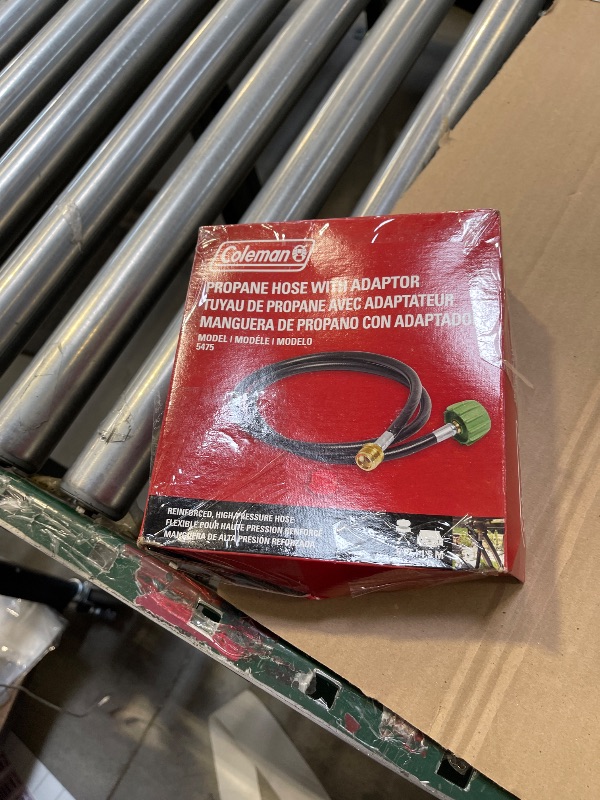 Coleman
PROPANE HOSE WITH ADAPTOR
TUYAU DE PROPANE AVEC ADAPTATEUR
MANGUERA DE PROPANO CON ADAPTADO
MODEL | MODÈLE | MODELO
5475
REINFORCED, HIGH-PRESSURE HOSE
FLEXIBLE POUR HAUTE PRESSION RENFORCÉ
MANGUERA DE ALTA PRESIÓN REFORZADA